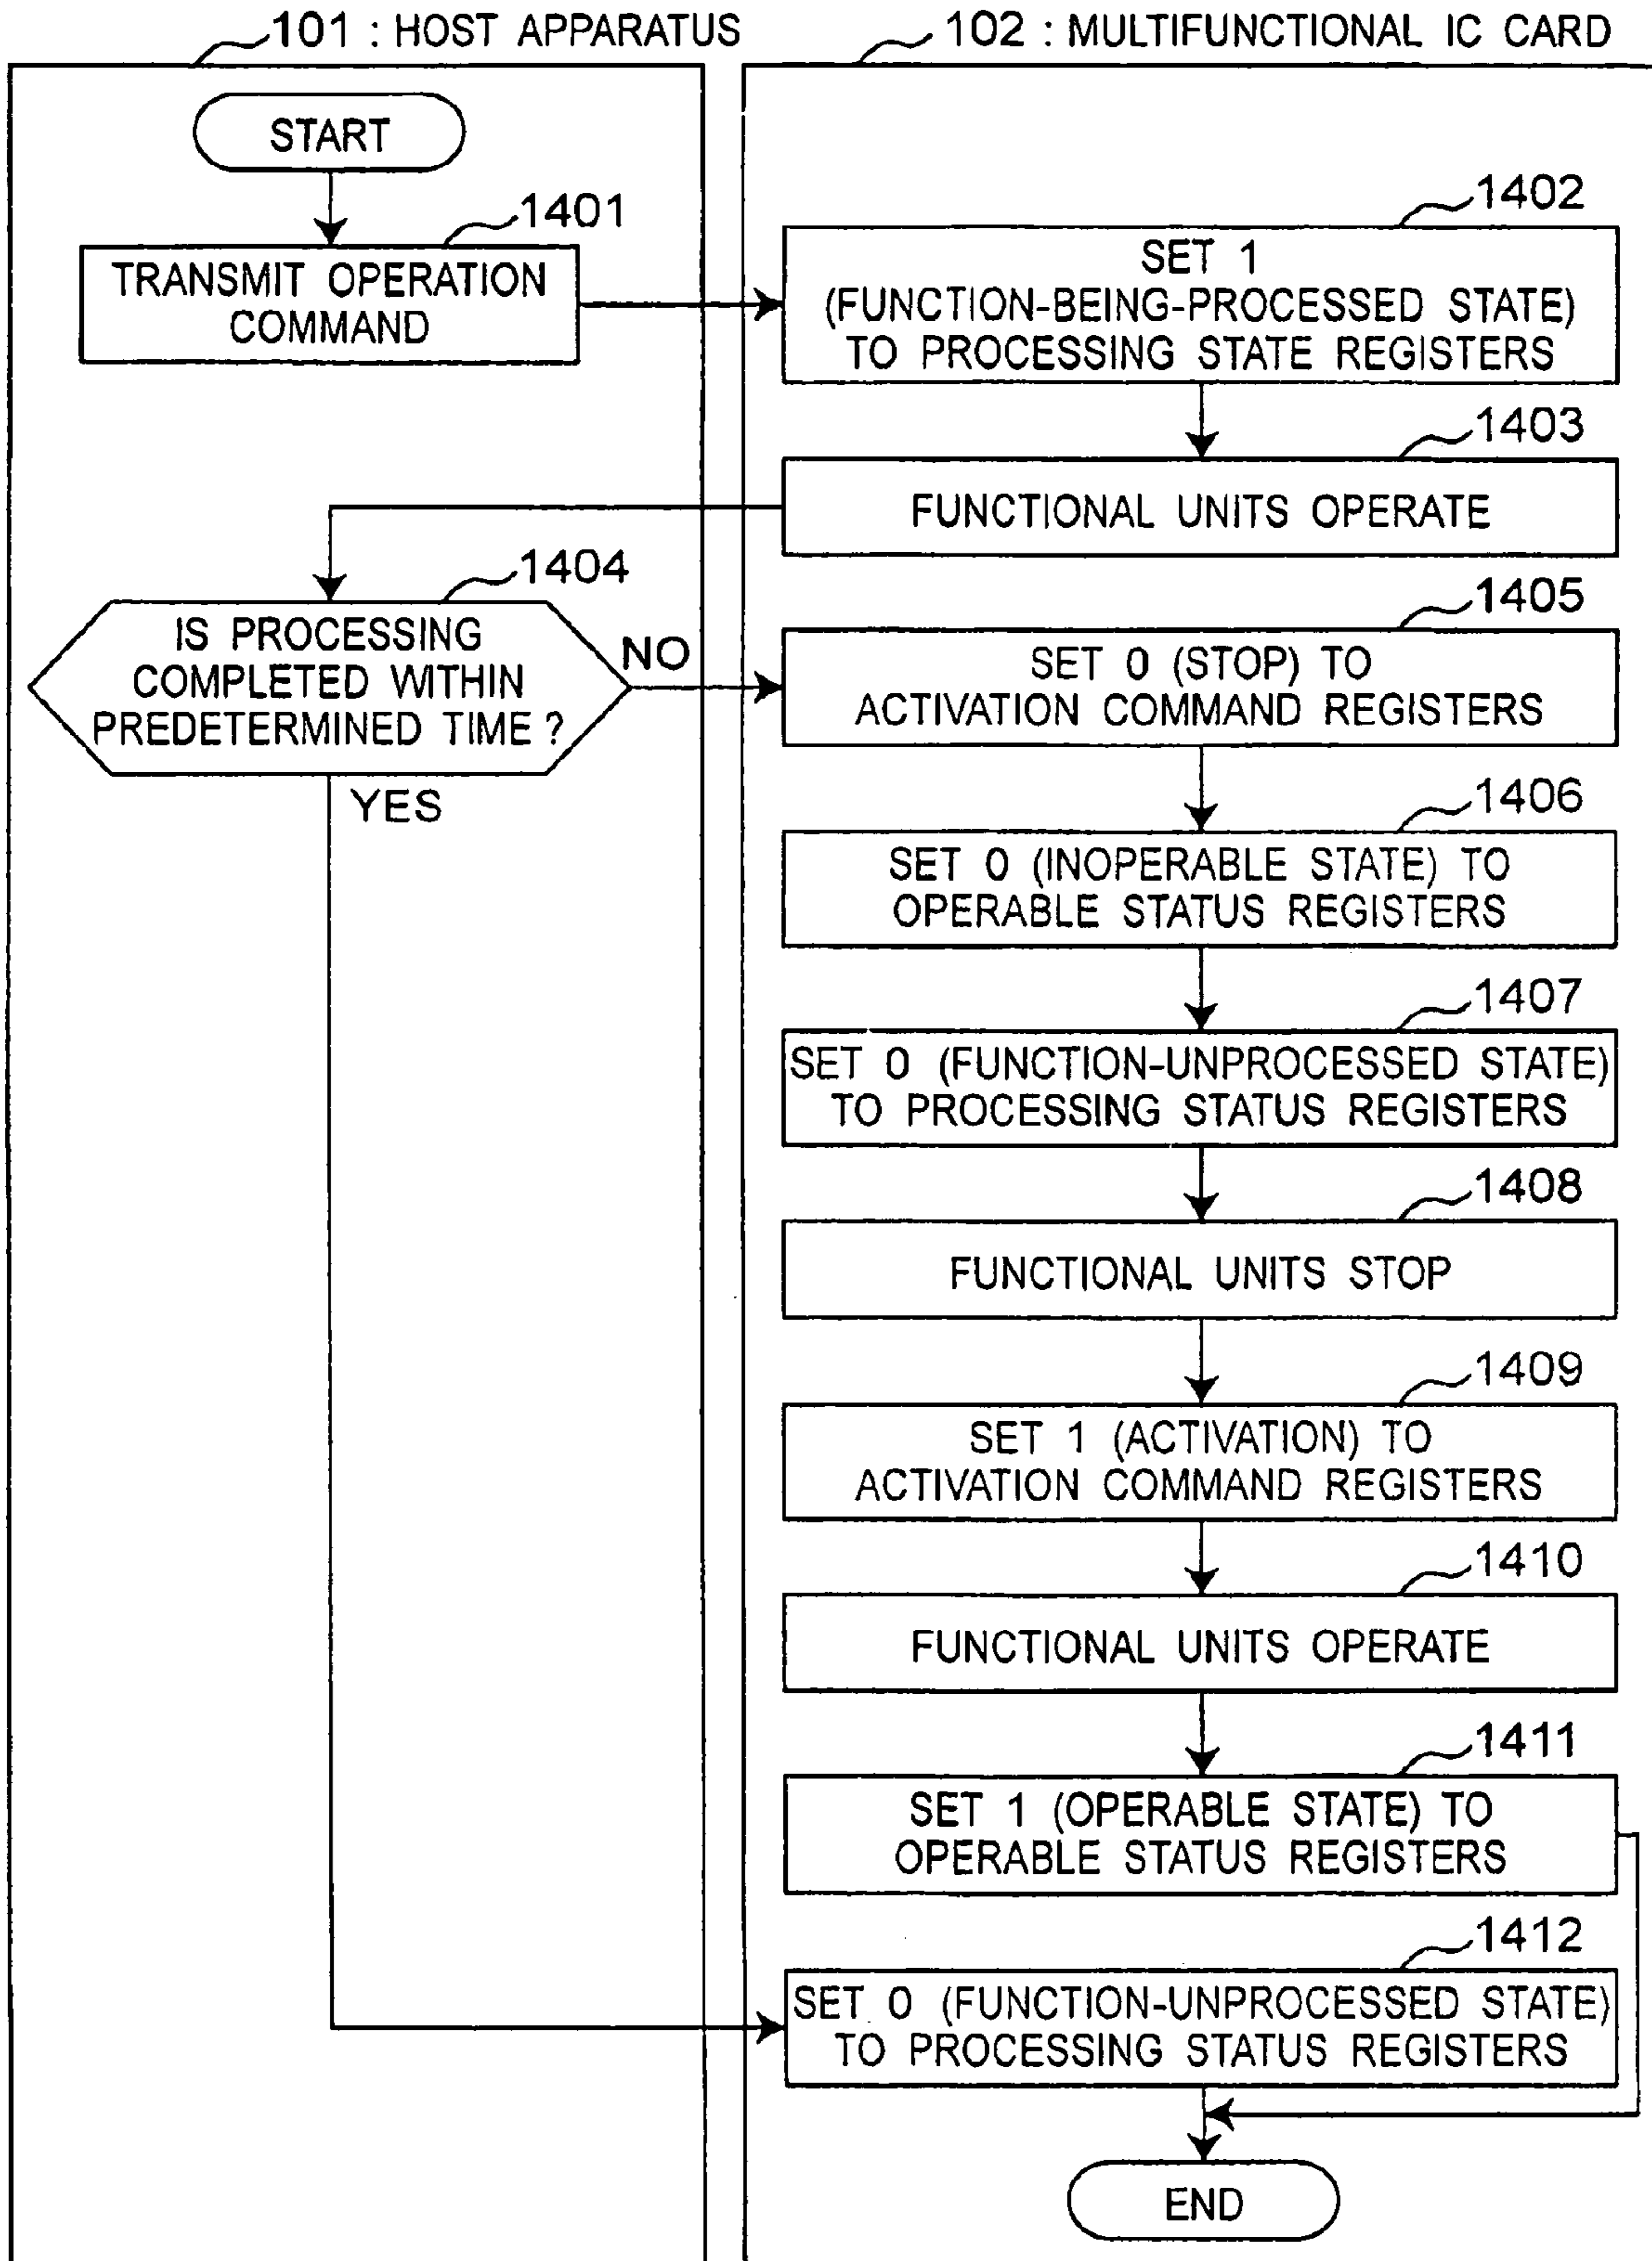 101 : HOST APPARATUS
102 : MULTIFUNCTIONAL IC CARD
START
1401
TRANSMIT OPERATION
COMMAND
1402
SET 1
(FUNCTION-BEING-PROCESSED STATE)
TO PROCESSING STATE REGISTERS
1403
FUNCTIONAL UNITS OPERATE
1404
IS PROCESSING
COMPLETED WITHIN
PREDETERMINED TIME ?
NO
YES
1405
SET 0 (STOP) TO
ACTIVATION COMMAND REGISTERS
1406
SET 0 (INOPERABLE STATE) TO
OPERABLE STATUS REGISTERS
1407
SET 0 (FUNCTION-UNPROCESSED STATE)
TO PROCESSING STATUS REGISTERS
1408
FUNCTIONAL UNITS STOP
1409
SET 1 (ACTIVATION) TO
ACTIVATION COMMAND REGISTERS
1410
FUNCTIONAL UNITS OPERATE
1411
SET 1 (OPERABLE STATE) TO
OPERABLE STATUS REGISTERS
1412
SET 0 (FUNCTION-UNPROCESSED STATE)
TO PROCESSING STATUS REGISTERS
END